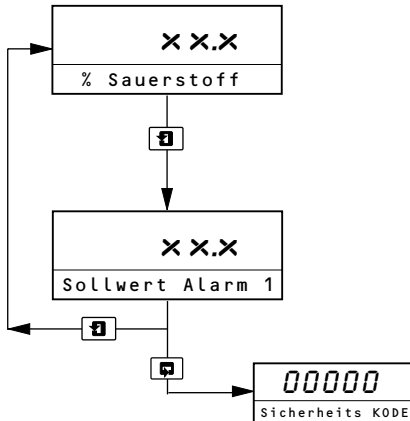 xx.x
% Sauerstoff
xx.x
Sollwert Alarm 1
00000
Sicherheits KODE